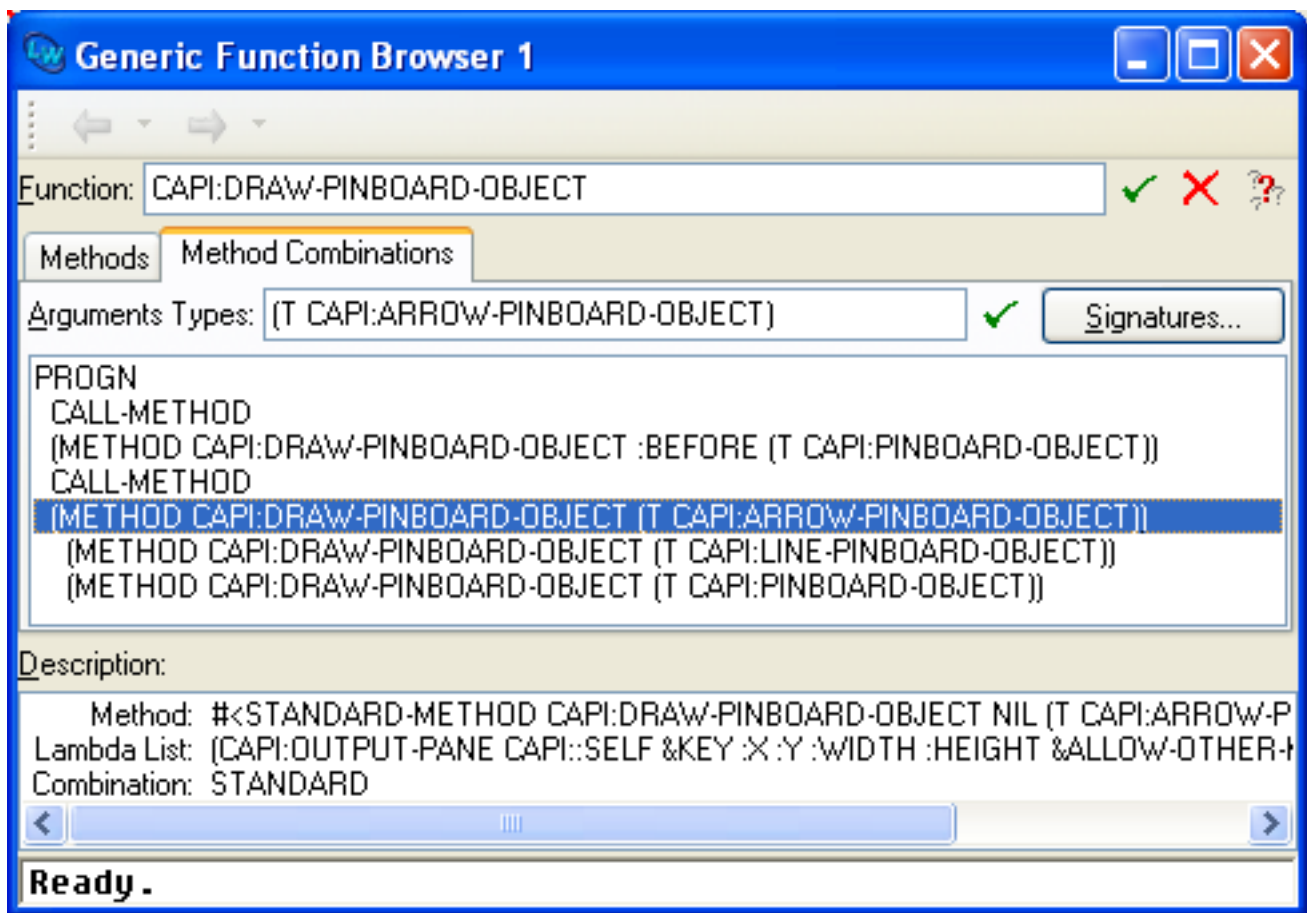 Generic Function Browser 1
Function: CAPI:DRAW-PINBOARD-OBJECT
Methods Method Combinations
Arguments Types: (T CAPI:ARROW-PINBOARD-OBJECT) Signatures...
PROGN
CALL-METHOD
(METHOD CAPI:DRAW-PINBOARD-OBJECT :BEFORE (T CAPI:PINBOARD-OBJECT))
CALL-METHOD
(METHOD CAPI:DRAW-PINBOARD-OBJECT (T CAPI:ARROW-PINBOARD-OBJECT))
(METHOD CAPI:DRAW-PINBOARD-OBJECT (T CAPI:LINE-PINBOARD-OBJECT))
(METHOD CAPI:DRAW-PINBOARD-OBJECT (T CAPI:PINBOARD-OBJECT))
Description:
Method: #<STANDARD-METHOD CAPI:DRAW-PINBOARD-OBJECT NIL (T CAPI:ARROW-P
Lambda List: (CAPI:OUTPUT-PANE CAPI::SELF &KEY :X :Y :WIDTH :HEIGHT &ALLOW-OTHER-
Combination: STANDARD
Ready.